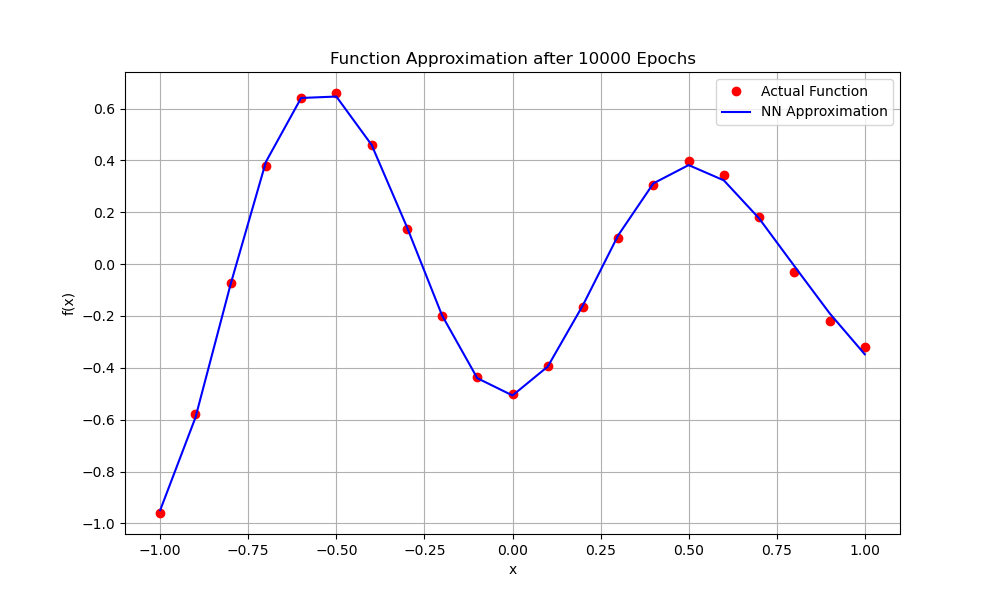 Function Approximation after 10000 Epochs
Actual Function
NN Approximation
0.6
0.4
0.2
0.0
−0.2
−0.4
−0.6
−0.8
−1.0
f(x)
−1.00 −0.75 −0.50 −0.25 0.00 0.25 0.50 0.75 1.00
x